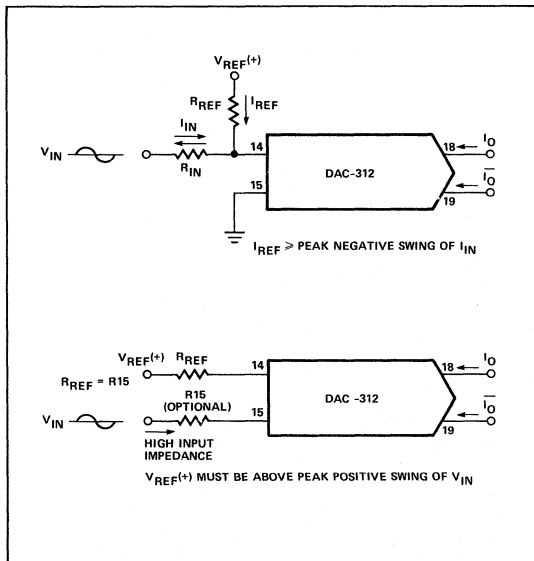 VREF(+)
RREF
IREF
IIN
VIN
RIN
14
15
DAC-312
18
IO
I̅O̅
19
IREF ⩾ PEAK NEGATIVE SWING OF IIN
VREF(+)
RREF
RREF = R15
14
R15
(OPTIONAL)
VIN
15
HIGH INPUT
IMPEDANCE
DAC -312
18
IO
I̅O̅
19
VREF(+) MUST BE ABOVE PEAK POSITIVE SWING OF VIN